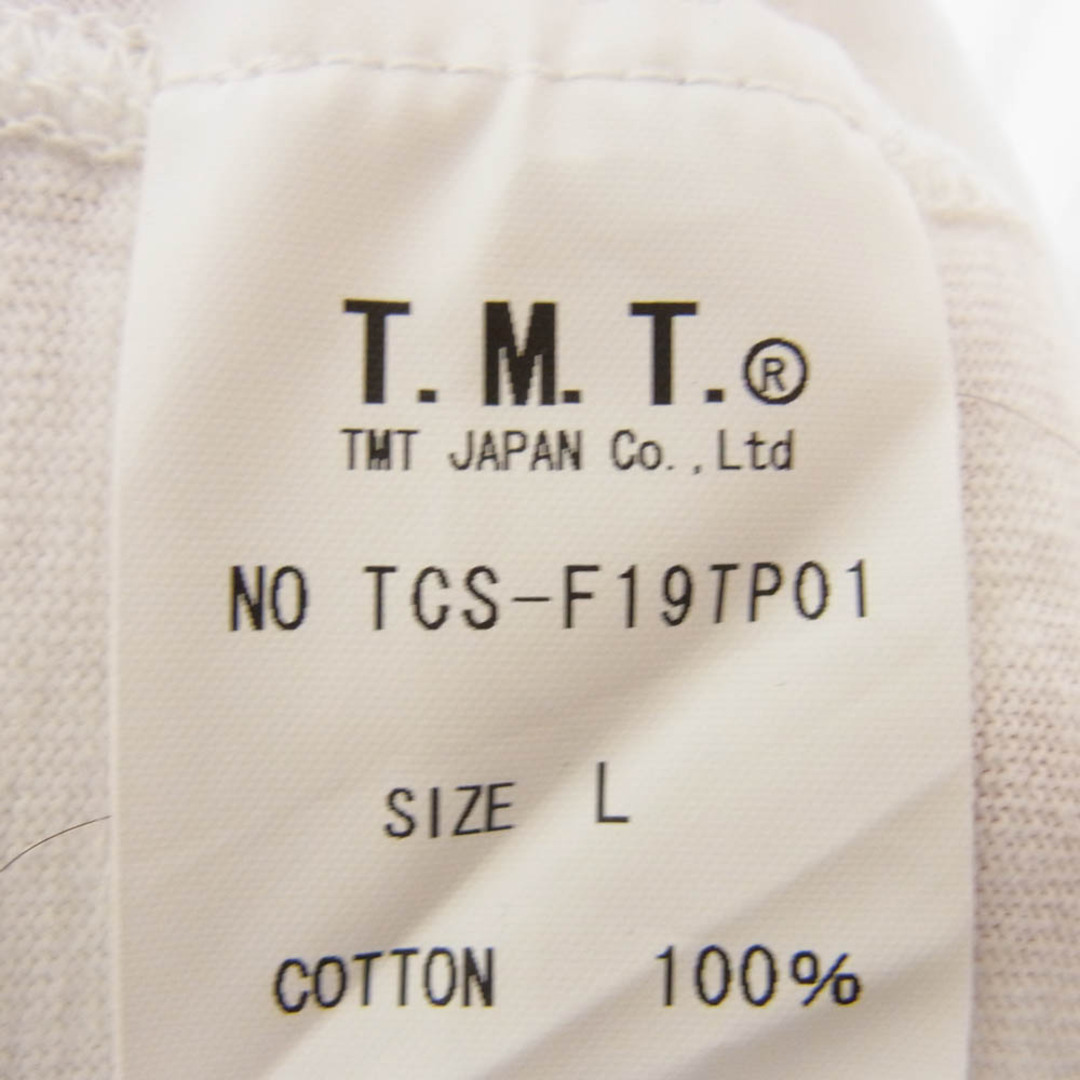 T.M.T.®
TMT JAPAN Co.,Ltd
NO TCS-F19TP01
SIZE L
COTTON 100%